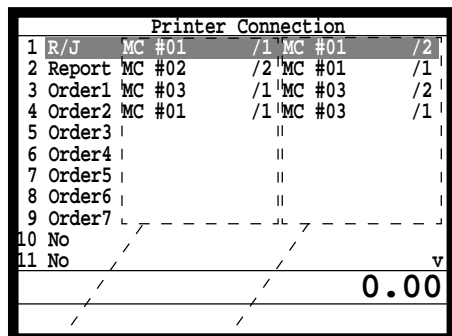 Printer Connection
1 R/J MC #01 /1 MC #01 /2
2 Report MC #02 /2 MC #01 /1
3 Order1 MC #03 /1 MC #03 /2
4 Order2 MC #01 /1 MC #03 /1
5 Order3
6 Order4
7 Order5
8 Order6
9 Order7
10 No
11 No v
0.00